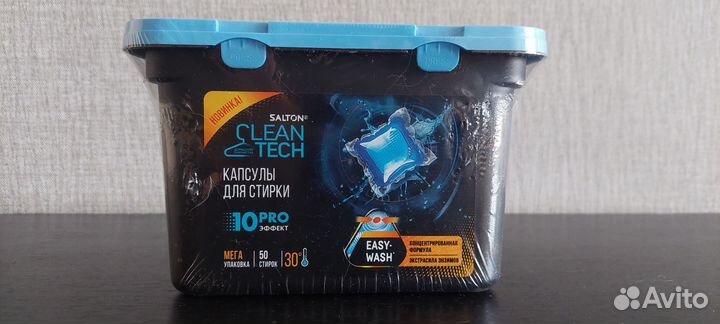 НОВИНКА!
SALTON®
CLEAN
TECH
КАПСУЛЫ
ДЛЯ СТИРКИ
10 PRO
ЭФФЕКТ
МЕГА
УПАКОВКА
50
СТИРОК
30°
EASY-
WASH
КОНЦЕНТРИРОВАННАЯ
ФОРМУЛА
ЭКСТРАСИЛА ЭНЗИМОВ
Avito